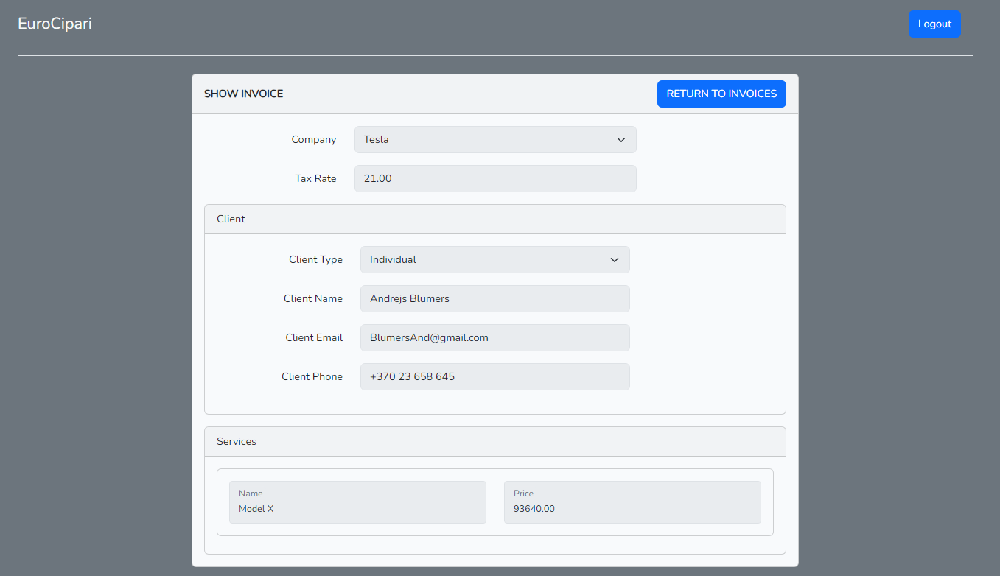 EuroCipari
Logout
SHOW INVOICE
RETURN TO INVOICES
Company
Tesla
Tax Rate
21.00
Client
Client Type
Individual
Client Name
Andrejs Blumers
Client Email
BlumersAnd@gmail.com
Client Phone
+370 23 658 645
Services
Name
Model X
Price
93640.00